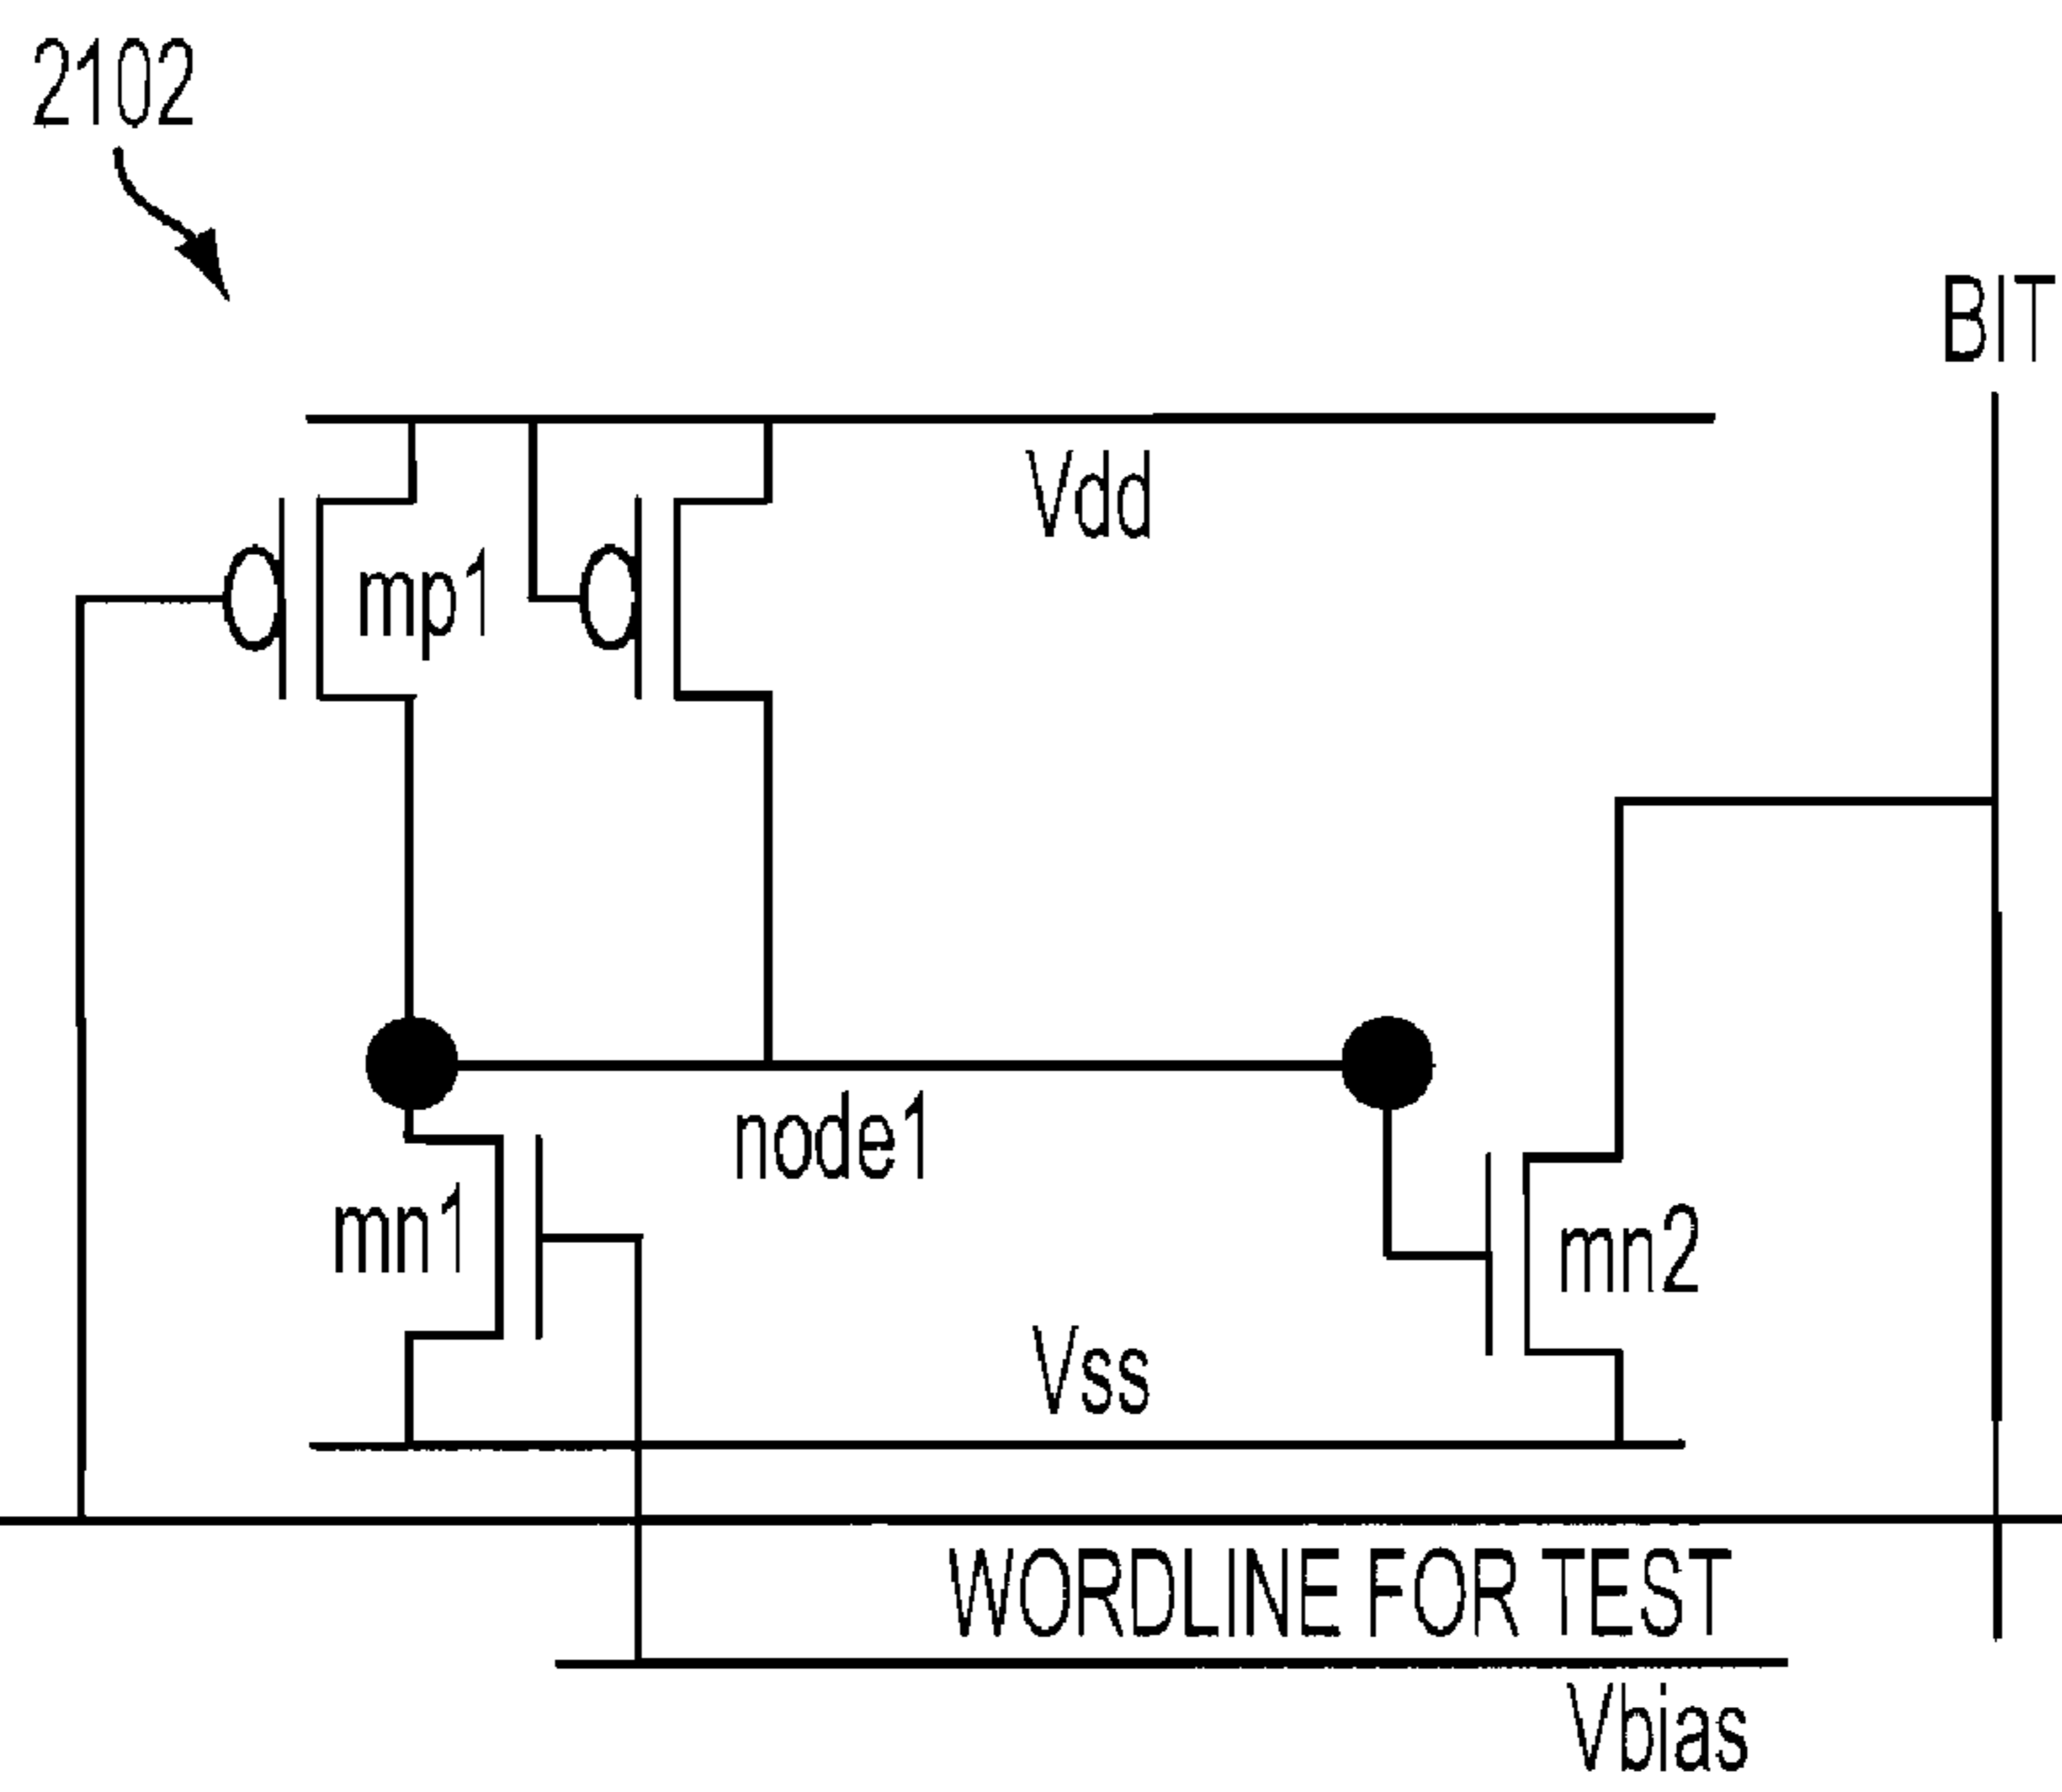 2102
BIT
Vdd
mp1
node1
mn1
mn2
Vss
WORDLINE FOR TEST
Vbias